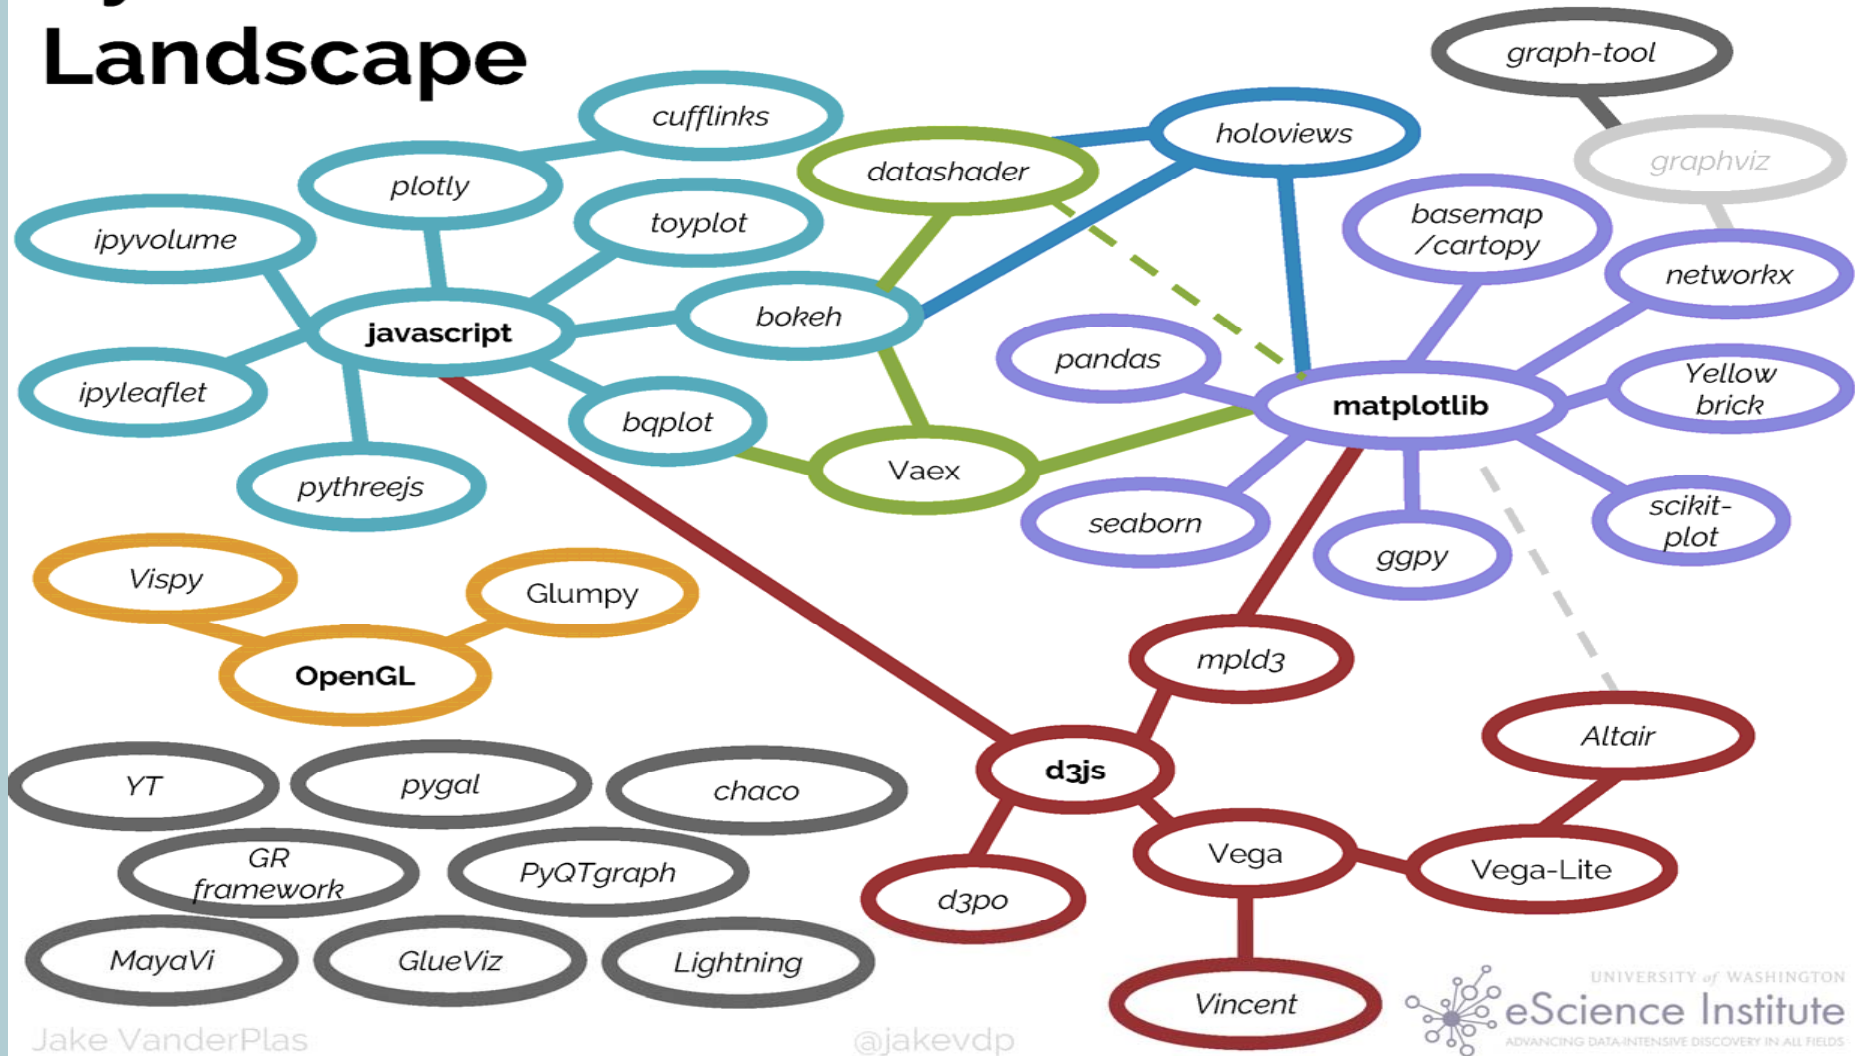 Landscape
graph-tool
cufflinks
holoviews
graphviz
datashader
plotly
basemap
/cartopy
toyplot
ipyvolume
networkx
bokeh
javascript
pandas
Yellow
brick
ipyleaflet
matplotlib
bqplot
Vaex
pythreejs
seaborn
scikit-
plot
ggpy
Vispy
Glumpy
mpld3
OpenGL
Altair
d3js
YT
pygal
chaco
Vega
Vega-Lite
GR
framework
PyQTgraph
d3po
MayaVi
GlueViz
Lightning
Vincent
UNIVERSITY of WASHINGTON
eScience Institute
ADVANCING DATA-INTENSIVE DISCOVERY IN ALL FIELDS
Jake VanderPlas
@jakevdp